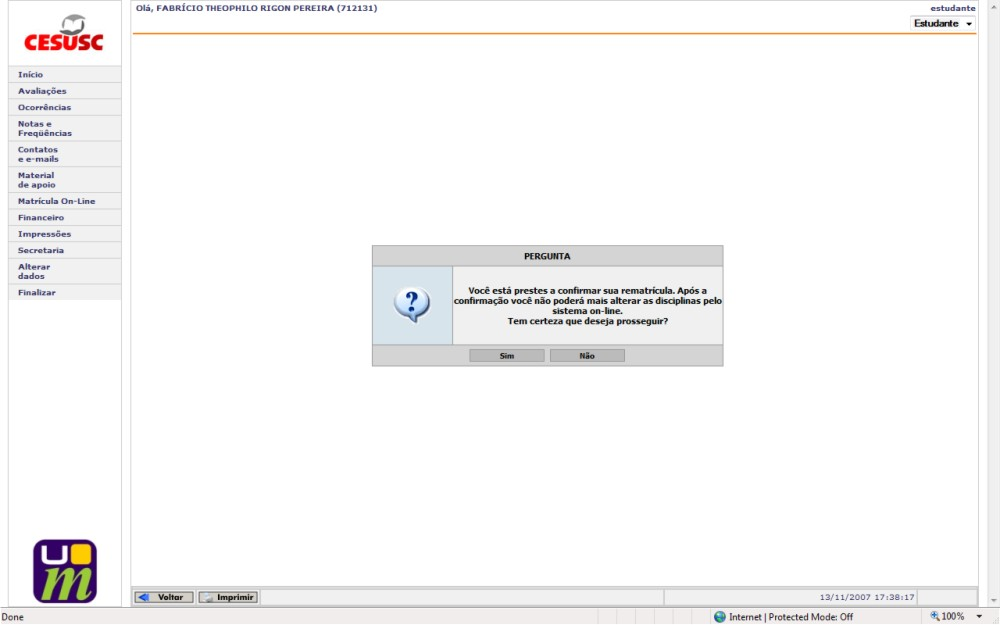 Olá, FABRÍCIO THEOPHILO RIGON PEREIRA (712131)
estudante
Estudante
CESUSC
Início
Avaliações
Ocorrências
Notas e
Freqüências
Contatos
e e-mails
Material
de apoio
Matrícula On-Line
Financeiro
Impressões
Secretaria
Alterar
dados
Finalizar
PERGUNTA
?
Você está prestes a confirmar sua rematrícula. Após a
confirmação você não poderá mais alterar as disciplinas pelo
sistema on-line.
Tem certeza que deseja prosseguir?
Sim Não
U
m
Voltar Imprimir
13/11/2007 17:38:17
Done
Internet | Protected Mode: Off
100%